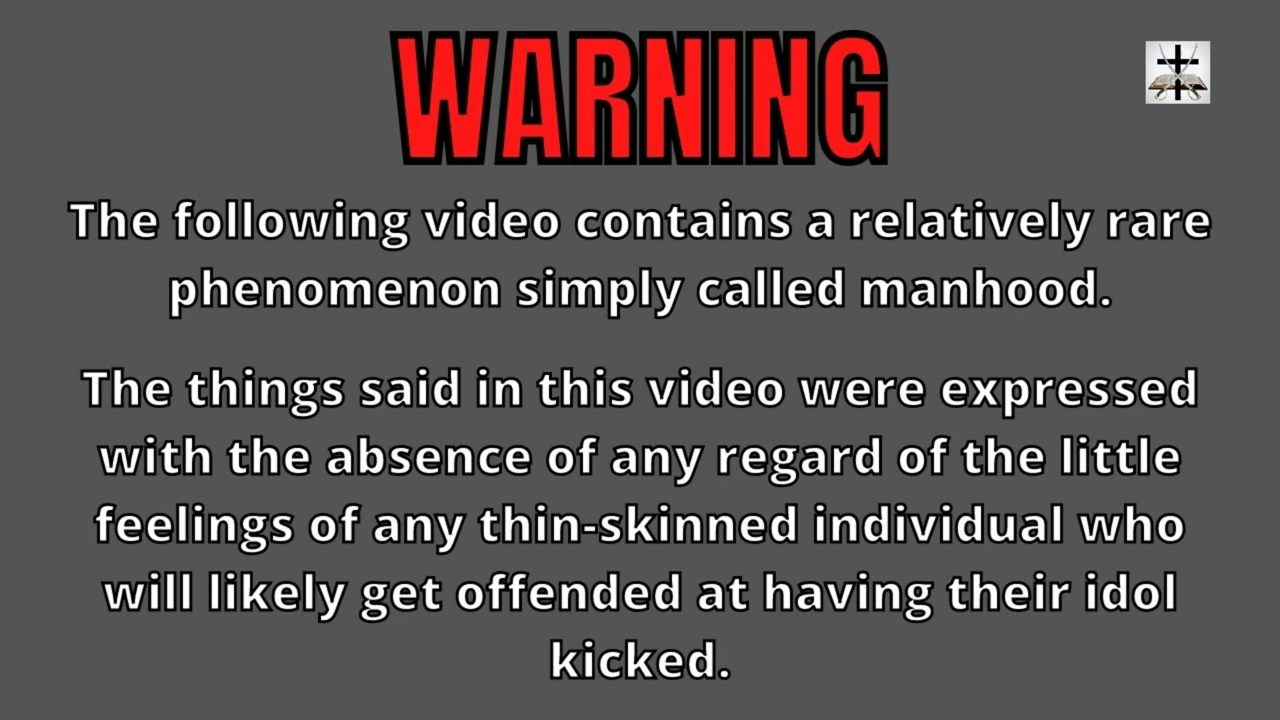 WARNING
The following video contains a relatively rare
phenomenon simply called manhood.
The things said in this video were expressed
with the absence of any regard of the little
feelings of any thin-skinned individual who
will likely get offended at having their idol
kicked.